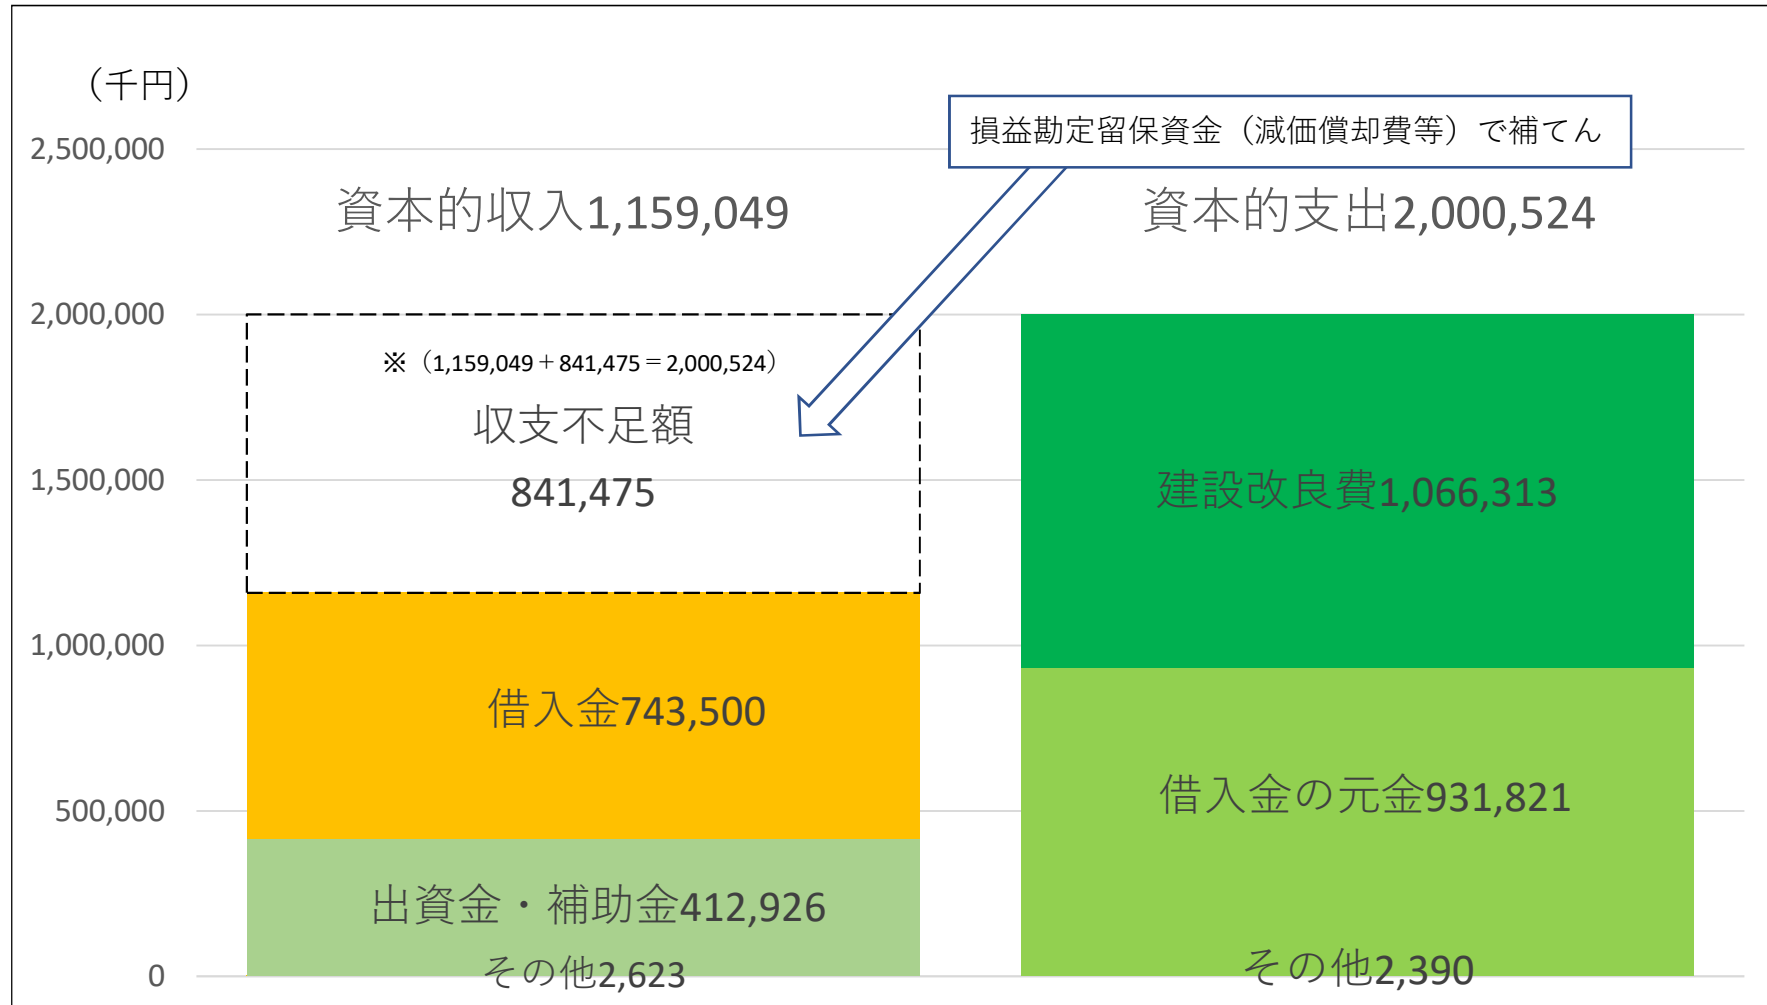 （千円）
損益勘定留保資金（減価償却費等）で補てん
2,500,000
資本的収入1,159,049
資本的支出2,000,524
2,000,000
※（1,159,049＋841,475＝2,000,524）
収支不足額
841,475
1,500,000
建設改良費1,066,313
1,000,000
借入金743,500
借入金の元金931,821
500,000
出資金・補助金412,926
その他2,623
その他2,390
0